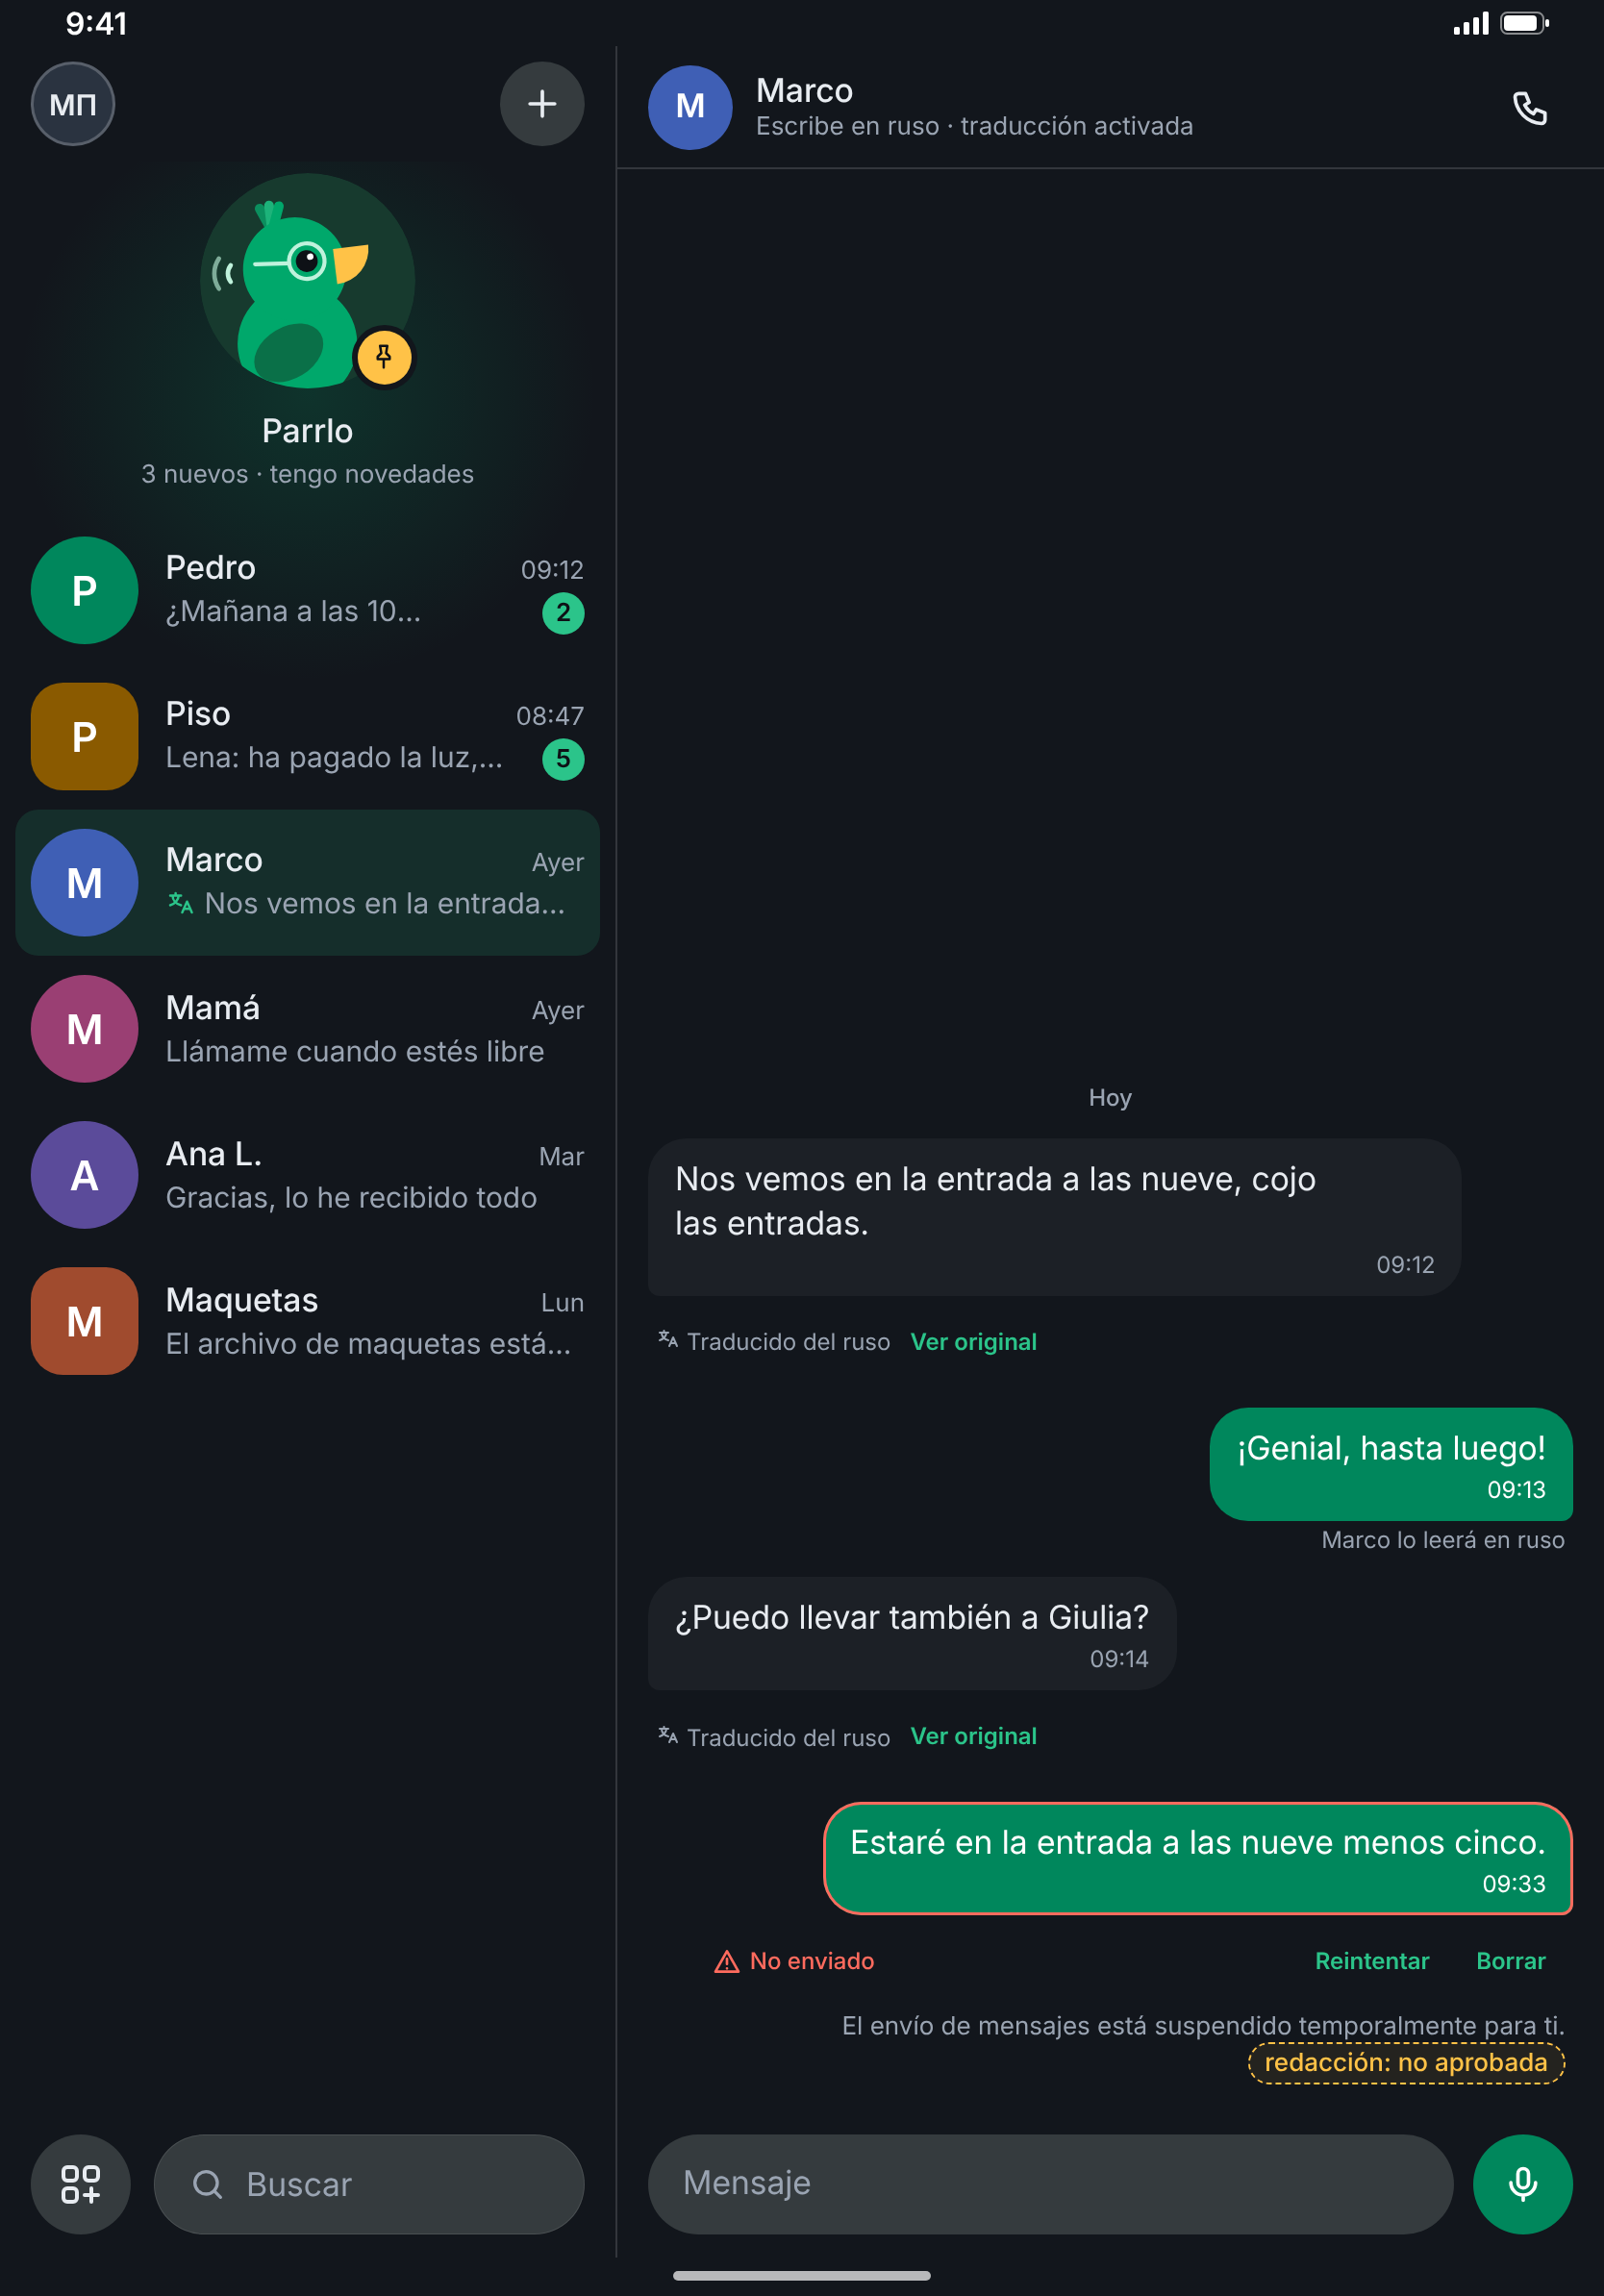 9:41
МП
Parrlo
3 nuevos · tengo novedades
P
Pedro
09:12
¿Mañana a las 10...
2
P
Piso
08:47
Lena: ha pagado la luz,...
5
M
Marco
Ayer
Nos vemos en la entrada...
M
Mamá
Ayer
Llámame cuando estés libre
A
Ana L.
Mar
Gracias, lo he recibido todo
M
Maquetas
Lun
El archivo de maquetas está...
Buscar
M
Marco
Escribe en ruso · traducción activada
Hoy
Nos vemos en la entrada a las nueve, cojo
las entradas.
09:12
Traducido del ruso Ver original
¡Genial, hasta luego!
09:13
Marco lo leerá en ruso
¿Puedo llevar también a Giulia?
09:14
Traducido del ruso Ver original
Estaré en la entrada a las nueve menos cinco.
09:33
No enviado Reintentar Borrar
El envío de mensajes está suspendido temporalmente para ti.
redacción: no aprobada
Mensaje